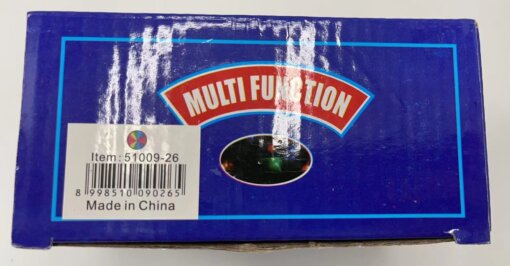 MULTI FUNCTION
Item: 51009-26
8 998510 090265
Made in China